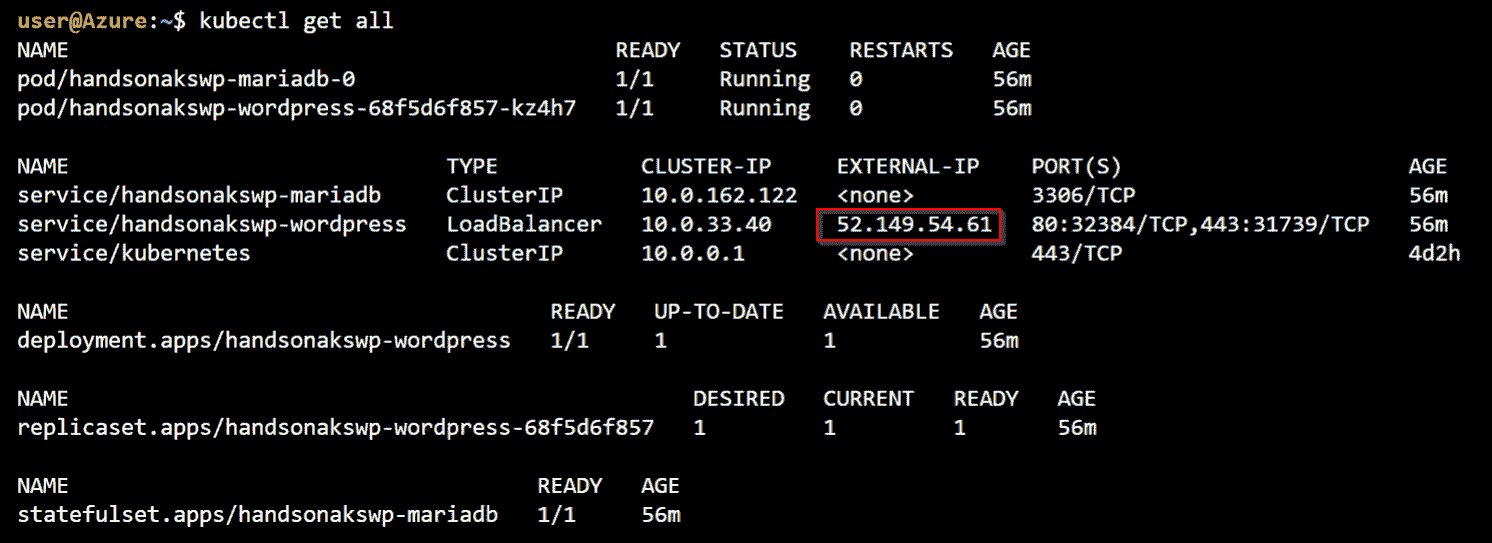 user@Azure:~$ kubectl get all
NAME READY STATUS RESTARTS AGE
pod/handsonakswp-mariadb-0 1/1 Running 0 56m
pod/handsonakswp-wordpress-68f5d6f857-kz4h7 1/1 Running 0 56m
NAME TYPE CLUSTER-IP EXTERNAL-IP PORT(S) AGE
service/handsonakswp-mariadb ClusterIP 10.0.162.122 <none> 3306/TCP 56m
service/handsonakswp-wordpress LoadBalancer 10.0.33.40 52.149.54.61 80:32384/TCP,443:31739/TCP 56m
service/kubernetes ClusterIP 10.0.0.1 <none> 443/TCP 4d2h
NAME READY UP-TO-DATE AVAILABLE AGE
deployment.apps/handsonakswp-wordpress 1/1 1 1 56m
NAME DESIRED CURRENT READY AGE
replicaset.apps/handsonakswp-wordpress-68f5d6f857 1 1 1 56m
NAME READY AGE
statefulset.apps/handsonakswp-mariadb 1/1 56m